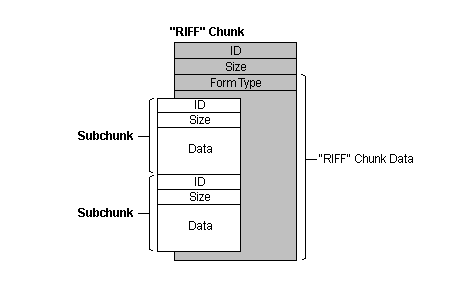 "RIFF" Chunk
ID
Size
Form Type
ID
Size
Subchunk
Data
"RIFF" Chunk Data
ID
Size
Subchunk
Data